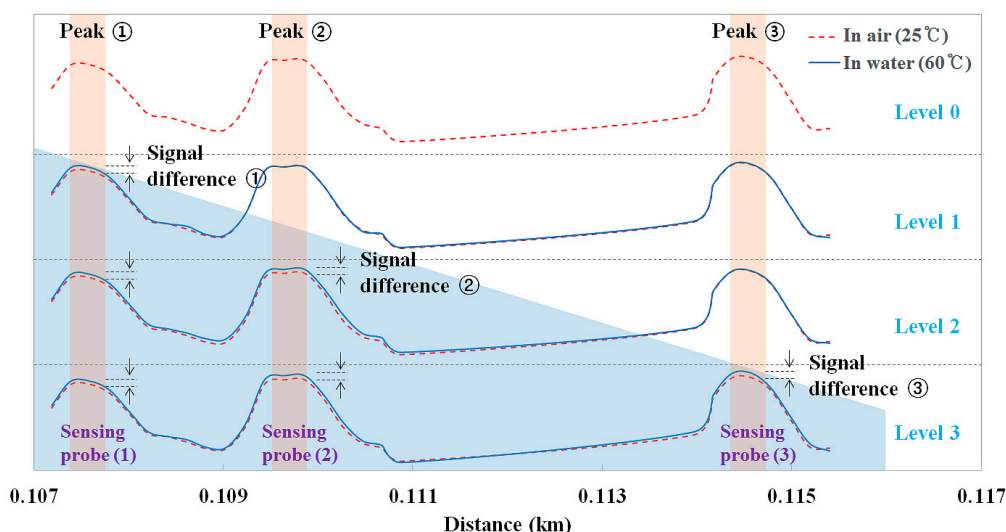 Peak ①
Peak ②
Peak ③
In air (25℃)
In water (60℃)
Level 0
Signal
difference ①
Level 1
Signal
difference ②
Level 2
Signal
difference ③
Sensing
probe (1)
Sensing
probe (2)
Sensing
probe (3)
Level 3
0.107
0.109
0.111
0.113
0.115
0.117
Distance (km)